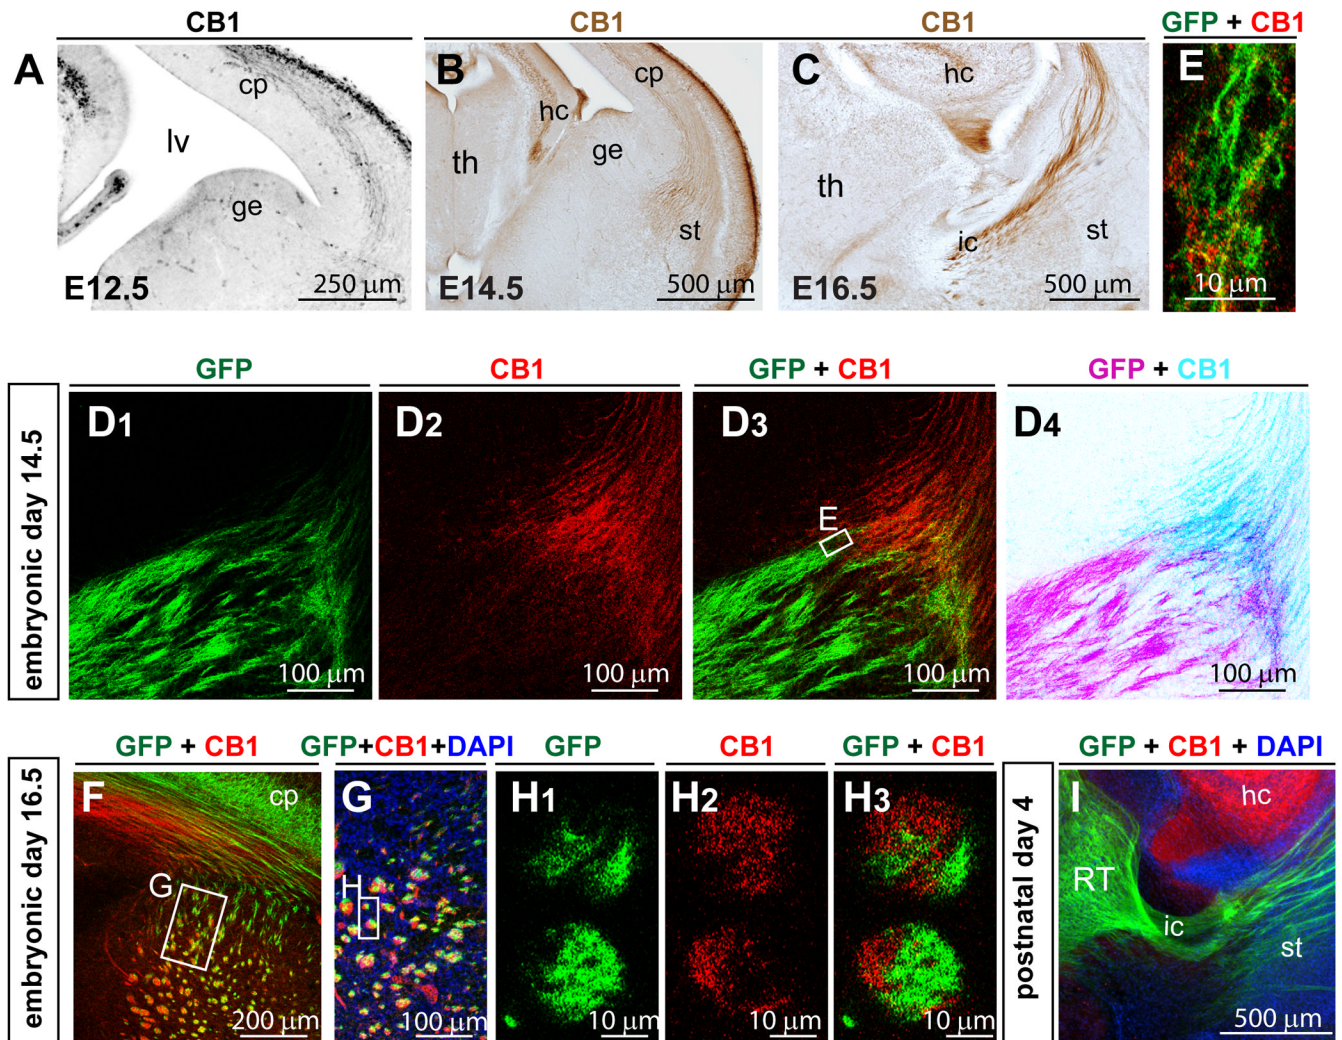 CB1
CB1
CB1
GFP + CB1
A
cp
lv
ge
E12.5
250 µm
B
cp
hc
ge
th
st
E14.5
500 µm
C
hc
th
ic
st
E16.5
500 µm
E
10 µm
embryonic day 14.5
GFP
CB1
GFP + CB1
GFP + CB1
D1
100 µm
D2
100 µm
D3
E
100 µm
D4
100 µm
embryonic day 16.5
GFP + CB1
GFP+CB1+DAPI
GFP
CB1
GFP + CB1
F
cp
G
200 µm
G
H
100 µm
H1
10 µm
H2
10 µm
H3
10 µm
postnatal day 4
GFP + CB1 + DAPI
I
hc
RT
ic
st
500 µm